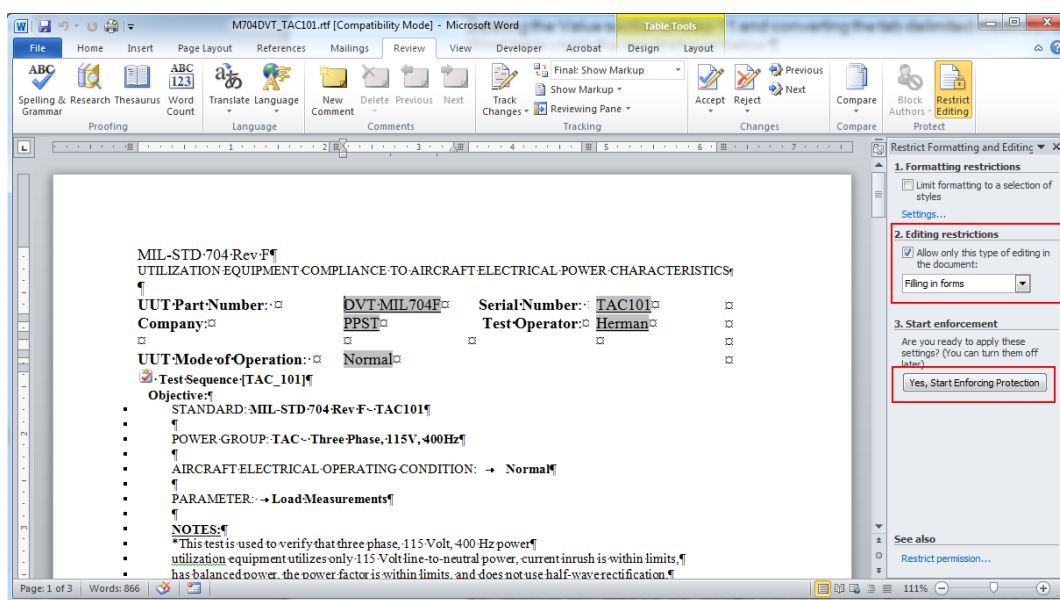 M704DVT_TAC101.rtf [Compatibility Mode] - Microsoft Word
Table Tools
File Home Insert Page Layout References Mailings Review View Developer Acrobat Design Layout
ABC Spelling & Grammar
Research
Thesaurus
ABC 123 Word Count
Translate
Language
New Comment
Delete
Previous
Next
Track Changes
Final: Show Markup
Show Markup
Reviewing Pane
Accept
Reject
Previous
Next
Compare
Block Authors
Restrict Editing
Proofing Language Comments Tracking Changes Compare Protect
1 2 3 4 5 6 7
Restrict Formatting and Editing
1. Formatting restrictions
Limit formatting to a selection of
styles
Settings...
2. Editing restrictions
Allow only this type of editing in
the document:
Filling in forms
3. Start enforcement
Are you ready to apply these
settings? (You can turn them off
later)
Yes, Start Enforcing Protection
See also
Restrict permission...
MIL-STD·704·Rev·F¶
UTILIZATION·EQUIPMENT·COMPLIANCE·TO·AIRCRAFT·ELECTRICAL·POWER·CHARACTERISTICS¶
¶
UUT·Part·Number:·¤ DVT·MIL704F¤ Serial·Number:· TAC101¤ ¤
Company:¤ PPST¤ Test·Operator:¤ Herman¤ ¤
¤ ¤ ¤ ¤ ¤
UUT·Mode·of·Operation:·¤ Normal¤ ¤
·Test·Sequence·[TAC_101]¶
Objective:¶
STANDARD:·MIL-STD·704·Rev·F·-·TAC101¶
¶
POWER·GROUP:·TAC·-·Three·Phase,·115V,·400Hz¶
¶
AIRCRAFT·ELECTRICAL·OPERATING·CONDITION: → Normal¶
¶
PARAMETER:·→Load·Measurements¶
¶
NOTES:¶
*This·test·is·used·to·verify·that·three·phase,·115·Volt,·400·Hz·power¶
utilization·equipment·utilizes·only·115·Volt·line-to-neutral·power,·current·inrush·is·within·limits,¶
has·balanced·power,·the·power·factor·is·within·limits,·and·does·not·use·half-wave·rectification.¶
Page: 1 of 3 Words: 866 111%